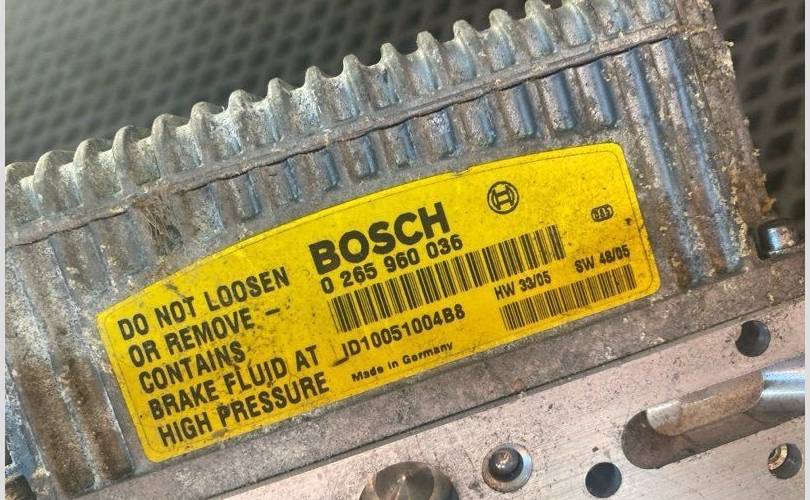 BOSCH
0 265 960 036
HW 33/05 SW 48/05
DO NOT LOOSEN
OR REMOVE -
CONTAINS
BRAKE FLUID AT
HIGH PRESSURE
JD10051004B8
Made in Germany